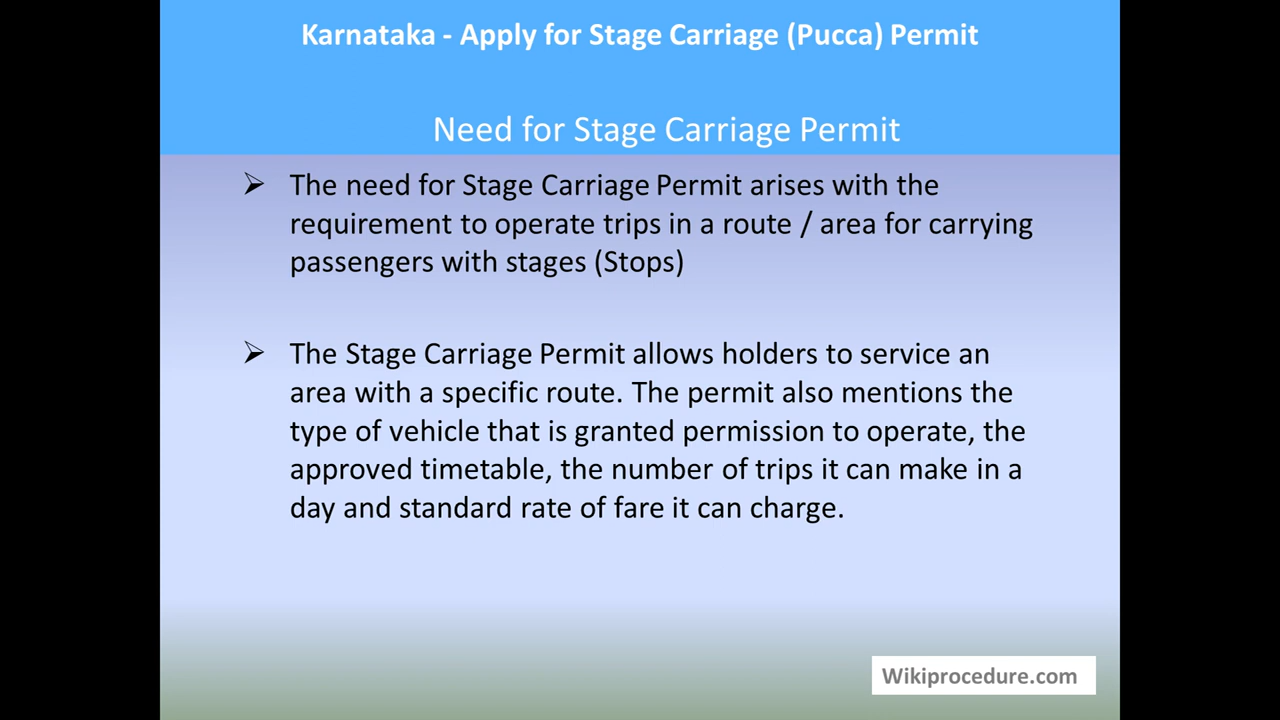 Karnataka - Apply for Stage Carriage (Pucca) Permit
Need for Stage Carriage Permit
➢ The need for Stage Carriage Permit arises with the
requirement to operate trips in a route / area for carrying
passengers with stages (Stops)
➢ The Stage Carriage Permit allows holders to service an
area with a specific route. The permit also mentions the
type of vehicle that is granted permission to operate, the
approved timetable, the number of trips it can make in a
day and standard rate of fare it can charge.
Wikiprocedure.com